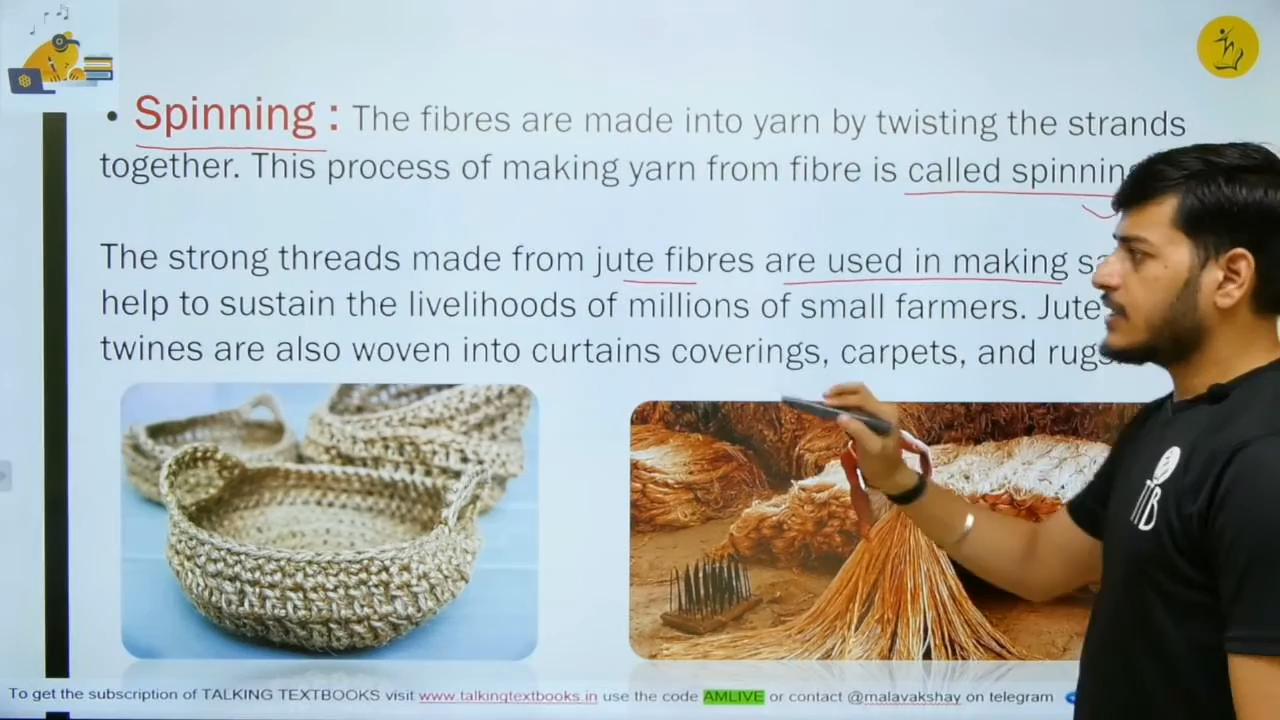 • Spinning : The fibres are made into yarn by twisting the strands
together. This process of making yarn from fibre is called spinning
The strong threads made from jute fibres are used in making
help to sustain the livelihoods of millions of small farmers. Jute
twines are also woven into curtains coverings, carpets, and rugs
To get the subscription of TALKING TEXTBOOKS visit www.talkingtextbooks.in use the code AMLIVE or contact @malavakshay on telegram